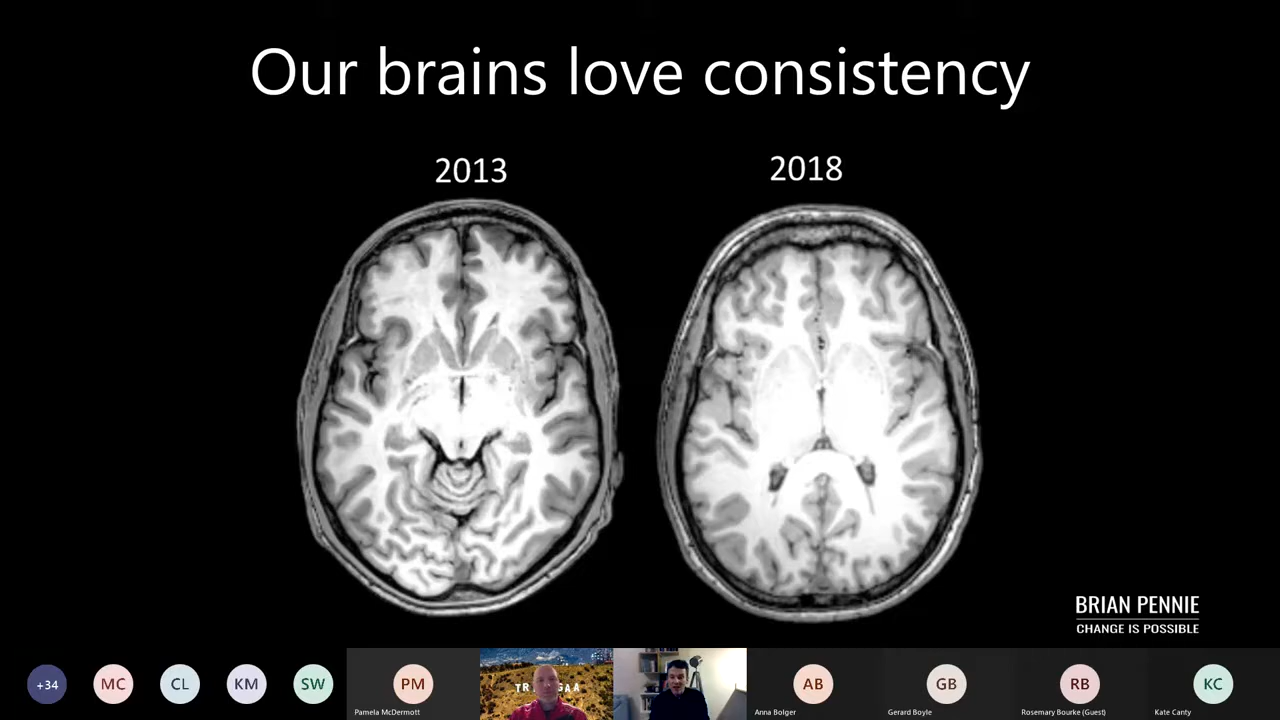 Our brains love consistency
2013
2018
BRIAN PENNIE
CHANGE IS POSSIBLE
+34
MC
CL
KM
SW
PM
Pamela McDermott
AB
Anna Bolger
GB
Gerard Boyle
RB
Rosemary Bourke (Guest)
KC
Kate Canty